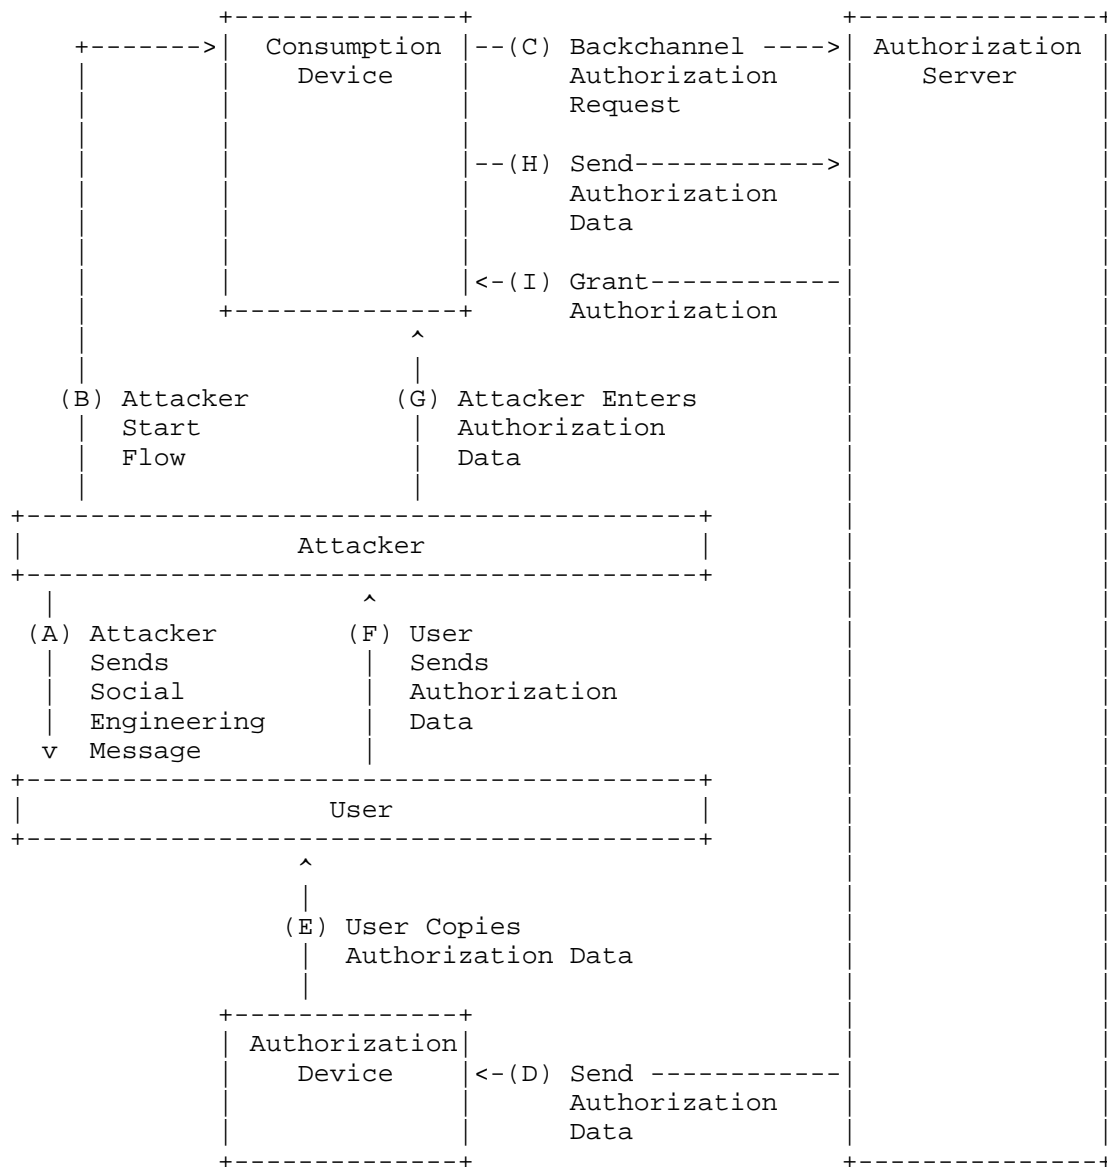 Consumption
Device
Authorization
Server
(C) Backchannel
Authorization
Request
(H) Send
Authorization
Data
(I) Grant
Authorization
(B) Attacker
Start
Flow
(G) Attacker Enters
Authorization
Data
Attacker
(A) Attacker
Sends
Social
Engineering
v Message
(F) User
Sends
Authorization
Data
User
(E) User Copies
Authorization Data
Authorization
Device
(D) Send
Authorization
Data